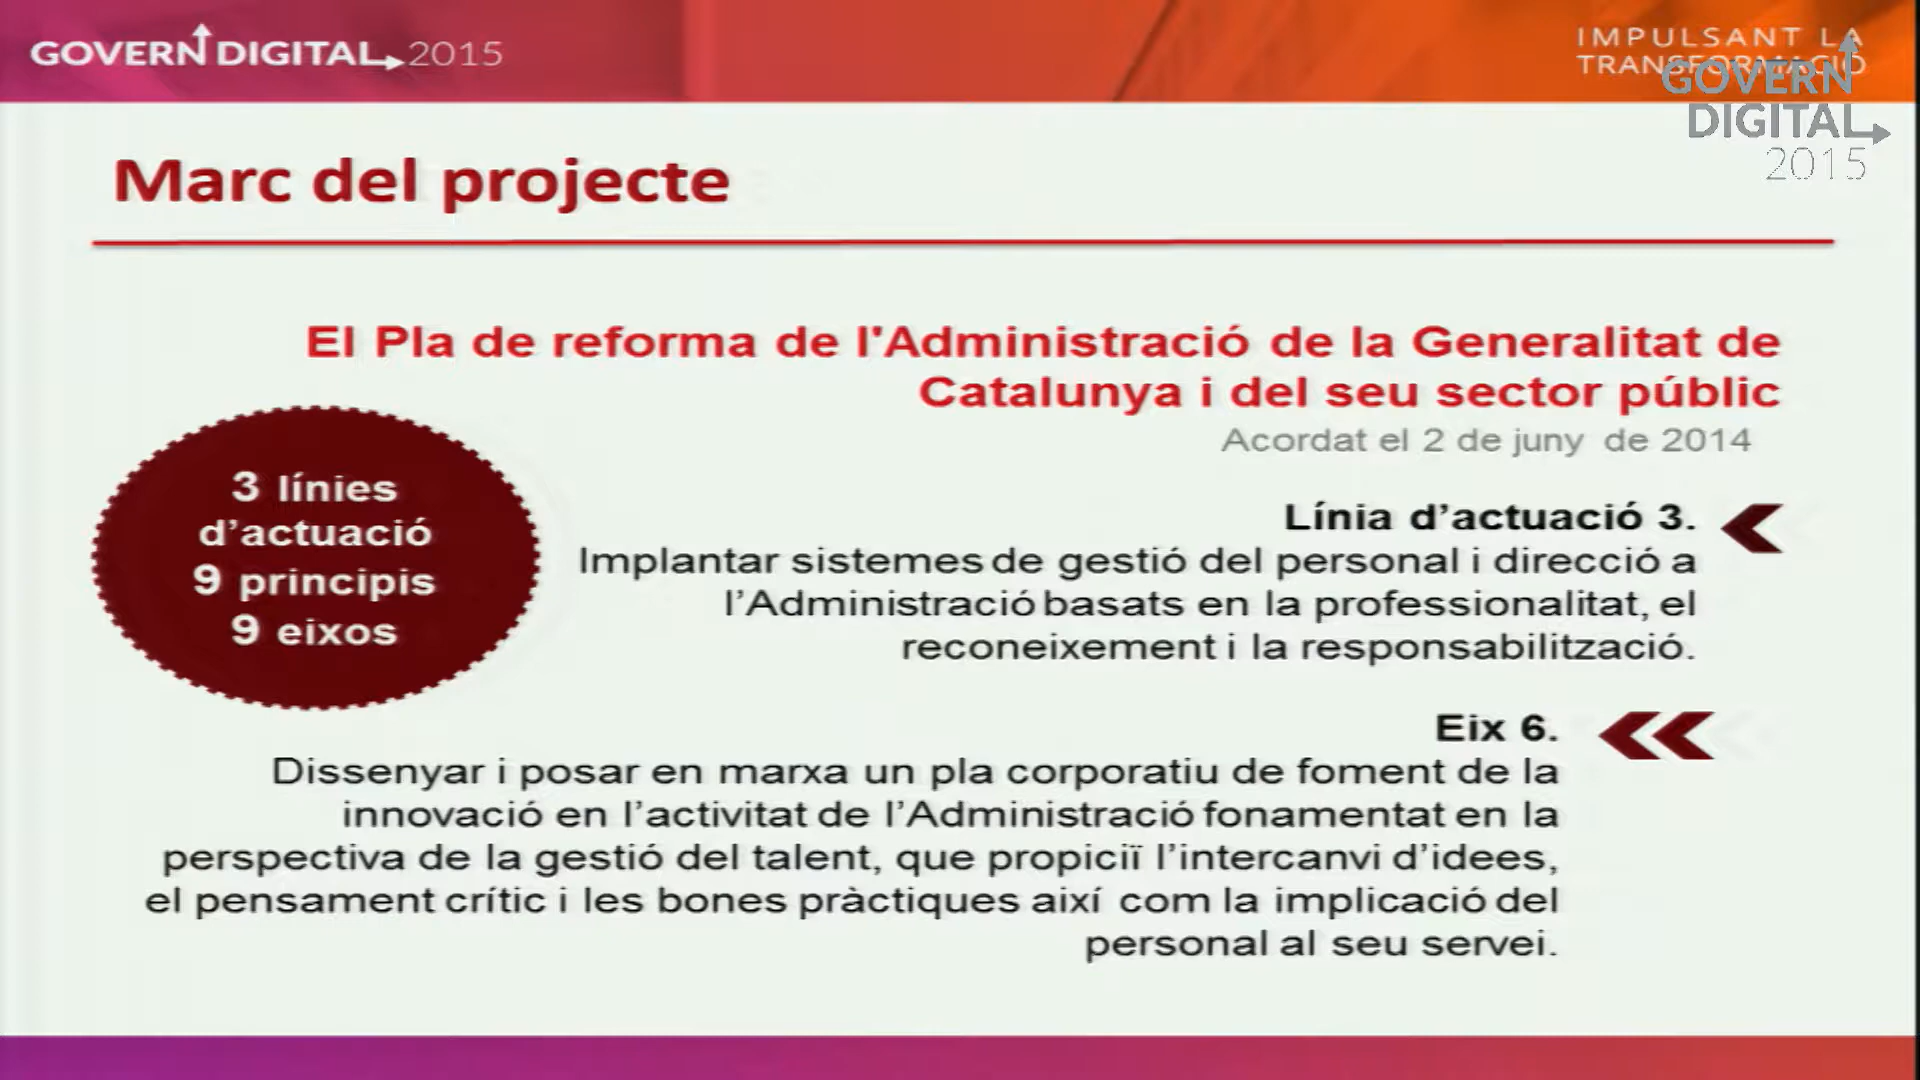 GOVERN DIGITAL 2015
IMPULSANT LA
TRANSFORMACIÓ
GOVERN
DIGITAL
2015
Marc del projecte
El Pla de reforma de l'Administració de la Generalitat de
Catalunya i del seu sector públic
Acordat el 2 de juny de 2014
3 línies
d’actuació
9 principis
9 eixos
Línia d’actuació 3.
Implantar sistemes de gestió del personal i direcció a
l’Administració basats en la professionalitat, el
reconeixement i la responsabilització.
Eix 6.
Dissenyar i posar en marxa un pla corporatiu de foment de la
innovació en l’activitat de l’Administració fonamentat en la
perspectiva de la gestió del talent, que propiciï l’intercanvi d’idees,
el pensament crític i les bones pràctiques així com la implicació del
personal al seu servei.